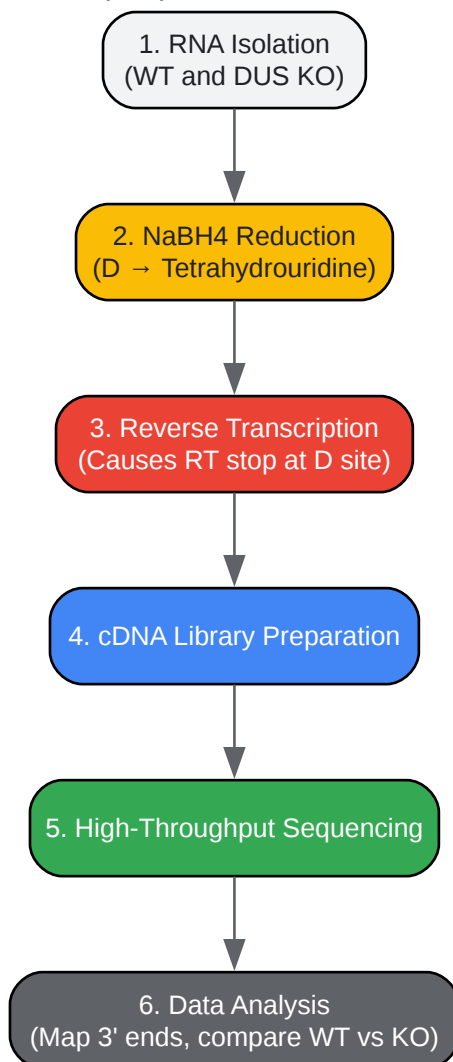 1. RNA Isolation
(WT and DUS KO)
2. NaBH4 Reduction
(D → Tetrahydrouridine)
3. Reverse Transcription
(Causes RT stop at D site)
4. cDNA Library Preparation
5. High-Throughput Sequencing
6. Data Analysis
(Map 3' ends, compare WT vs KO)